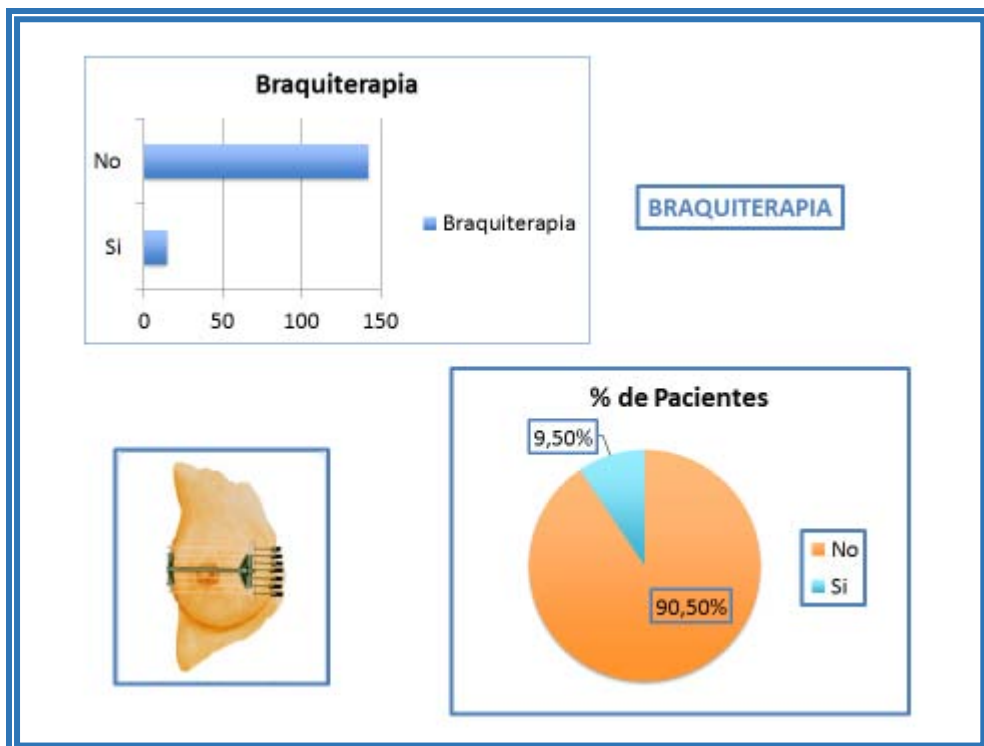 Braquiterapia
No
Si
0 50 100 150
Braquiterapia
BRAQUITERAPIA
% de Pacientes
9,50%
90,50%
No
Si